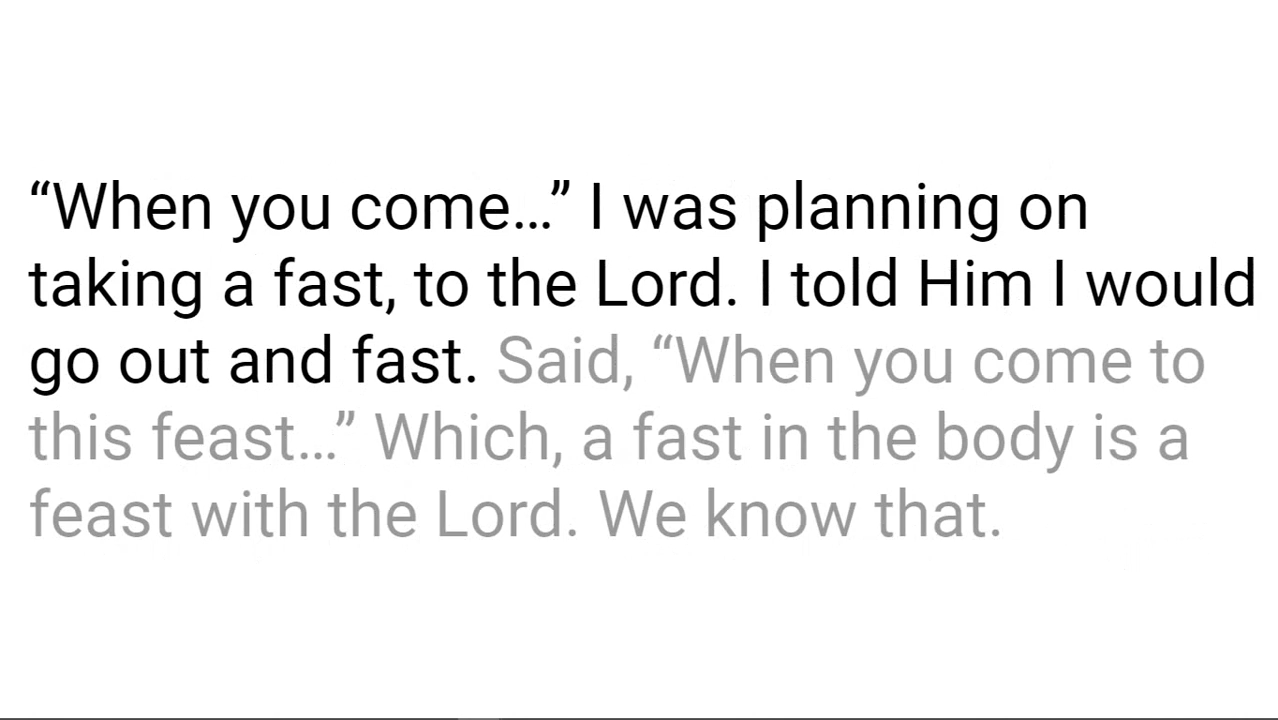 “When you come…” I was planning on
taking a fast, to the Lord. I told Him I would
go out and fast. Said, “When you come to
this feast…” Which, a fast in the body is a
feast with the Lord. We know that.